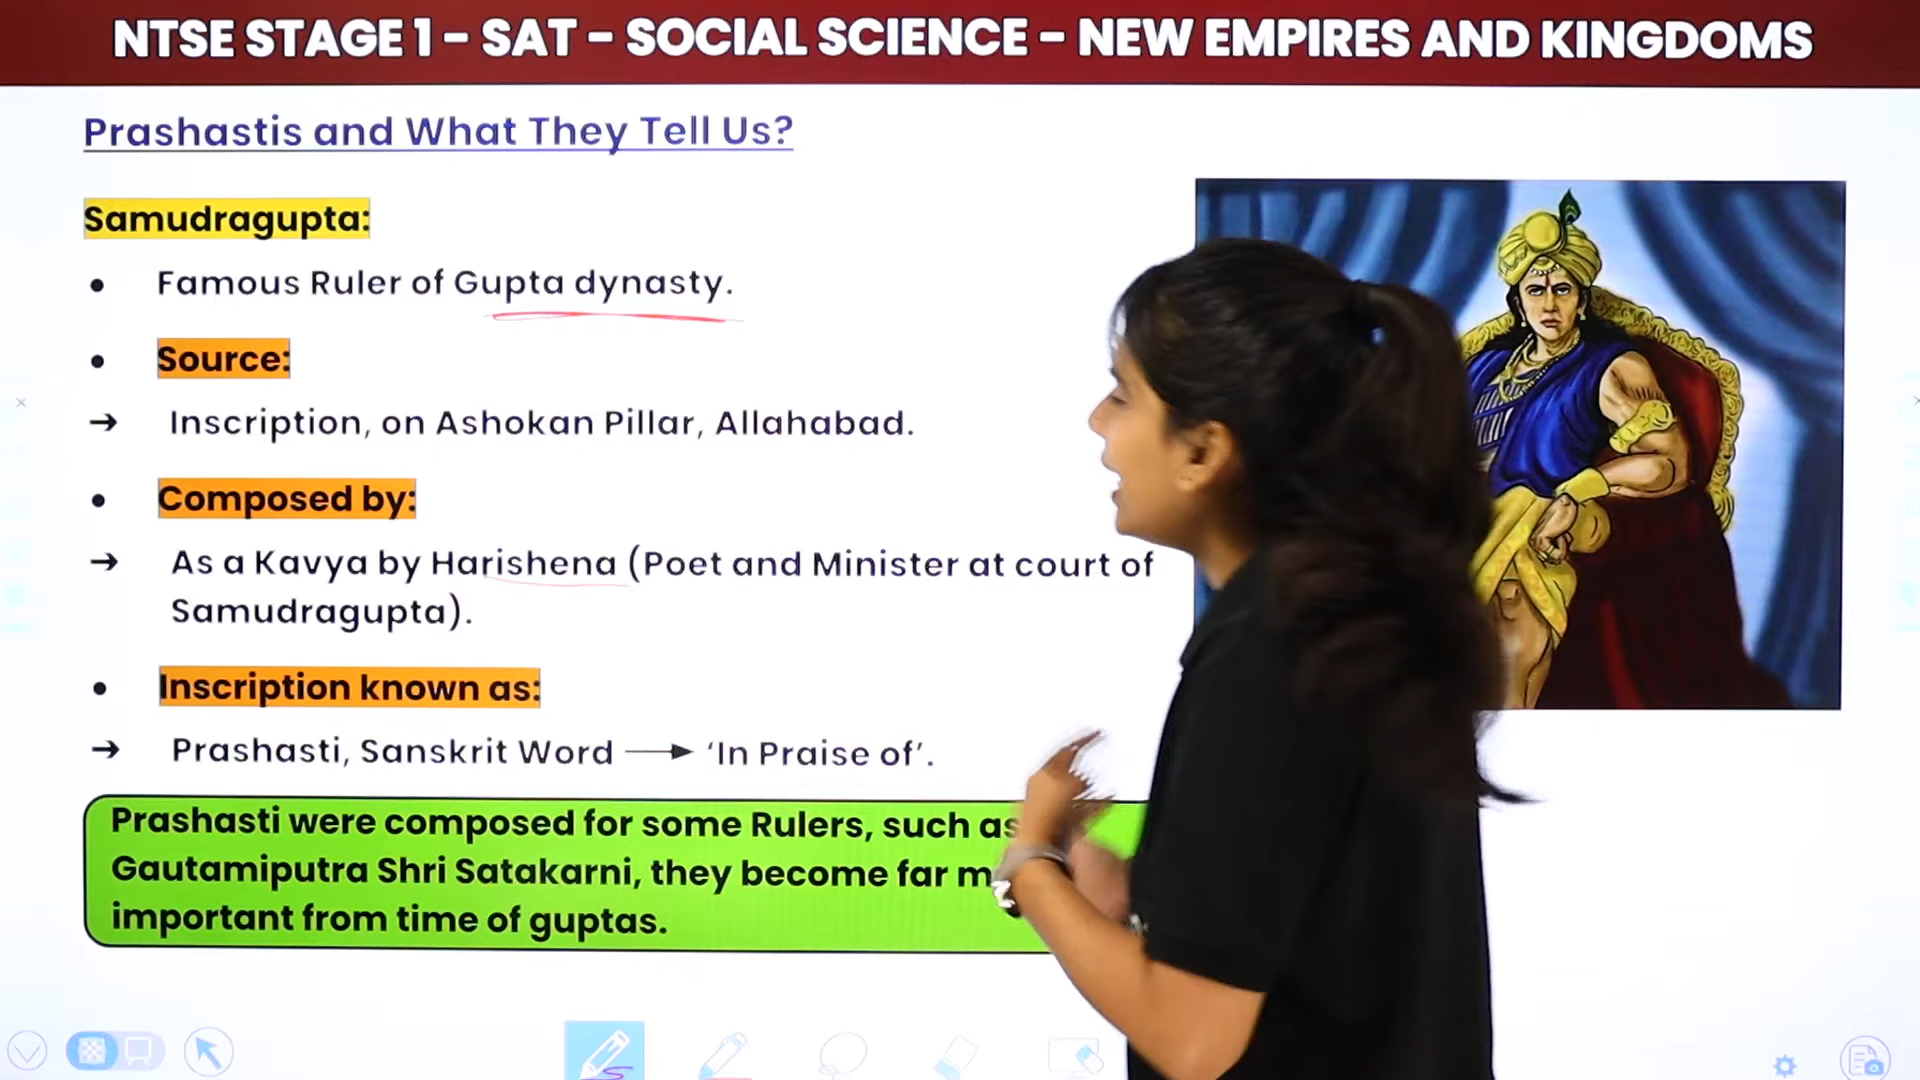 NTSE STAGE 1 – SAT – SOCIAL SCIENCE – NEW EMPIRES AND KINGDOMS
Prashastis and What They Tell Us?
Samudragupta:
• Famous Ruler of Gupta dynasty.
• Source:
→ Inscription, on Ashokan Pillar, Allahabad.
• Composed by:
→ As a Kavya by Harishena (Poet and Minister at court of
Samudragupta).
• Inscription known as:
→ Prashasti, Sanskrit Word → ‘In Praise of’.
Prashasti were composed for some Rulers, such as
Gautamiputra Shri Satakarni, they become far
important from time of guptas.